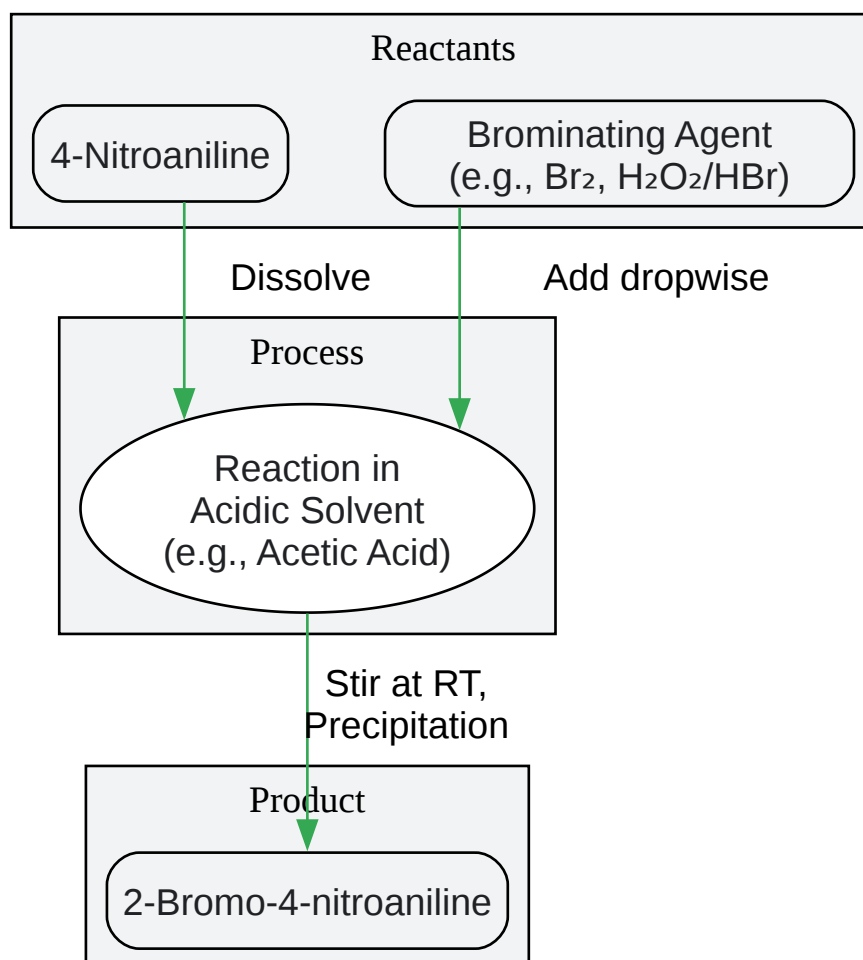 Reactants
4-Nitroaniline
Brominating Agent
(e.g., Br₂, H₂O₂/HBr)
Dissolve
Add dropwise
Process
Reaction in
Acidic Solvent
(e.g., Acetic Acid)
Stir at RT,
Precipitation
Product
2-Bromo-4-nitroaniline